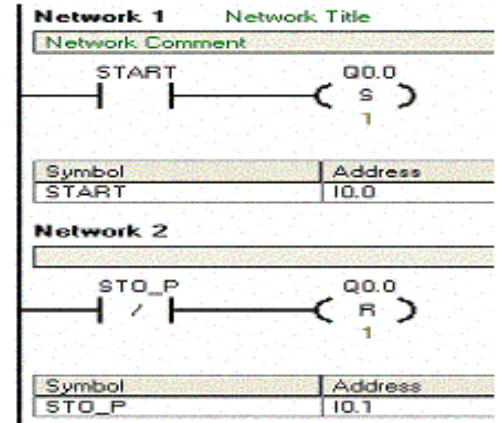 Network 1 Network Title
Network Comment
START Q0.0
S
1
Symbol Address
START I0.0
Network 2
STO_P Q0.0
/ R
1
Symbol Address
STO_P I0.1